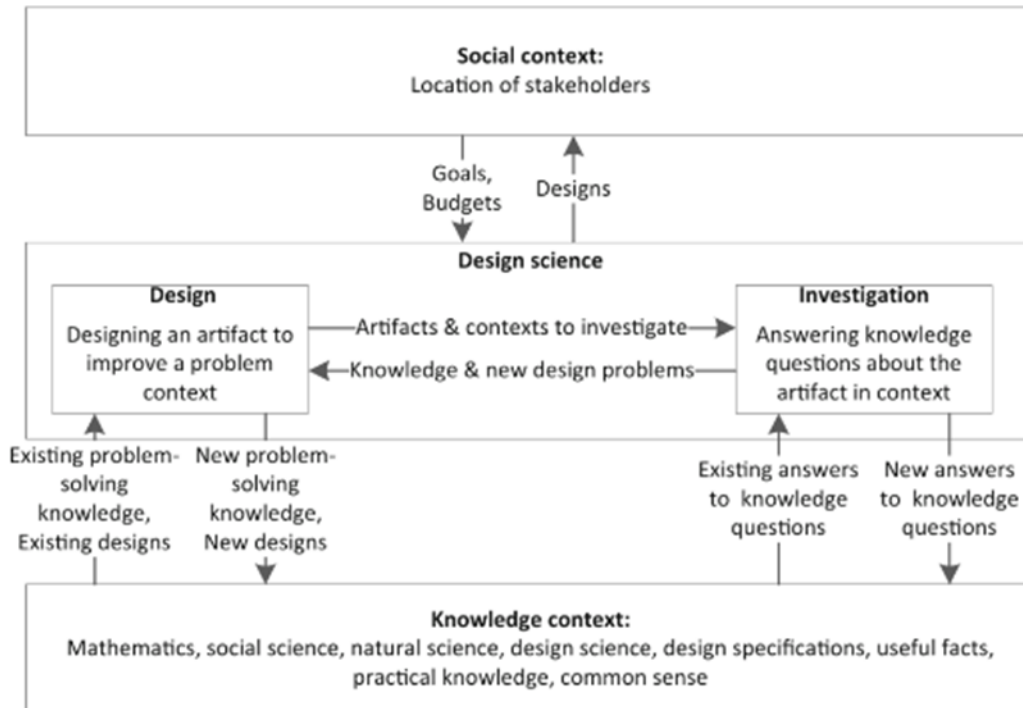 Social context:
Location of stakeholders
Goals,
Budgets
Designs
Design science
Design
Designing an artifact to
improve a problem
context
Artifacts & contexts to investigate
Knowledge & new design problems
Investigation
Answering knowledge
questions about the
artifact in context
Existing problem-
solving
knowledge,
Existing designs
New problem-
solving
knowledge,
New designs
Existing answers
to knowledge
questions
New answers
to knowledge
questions
Knowledge context:
Mathematics, social science, natural science, design science, design specifications, useful facts,
practical knowledge, common sense